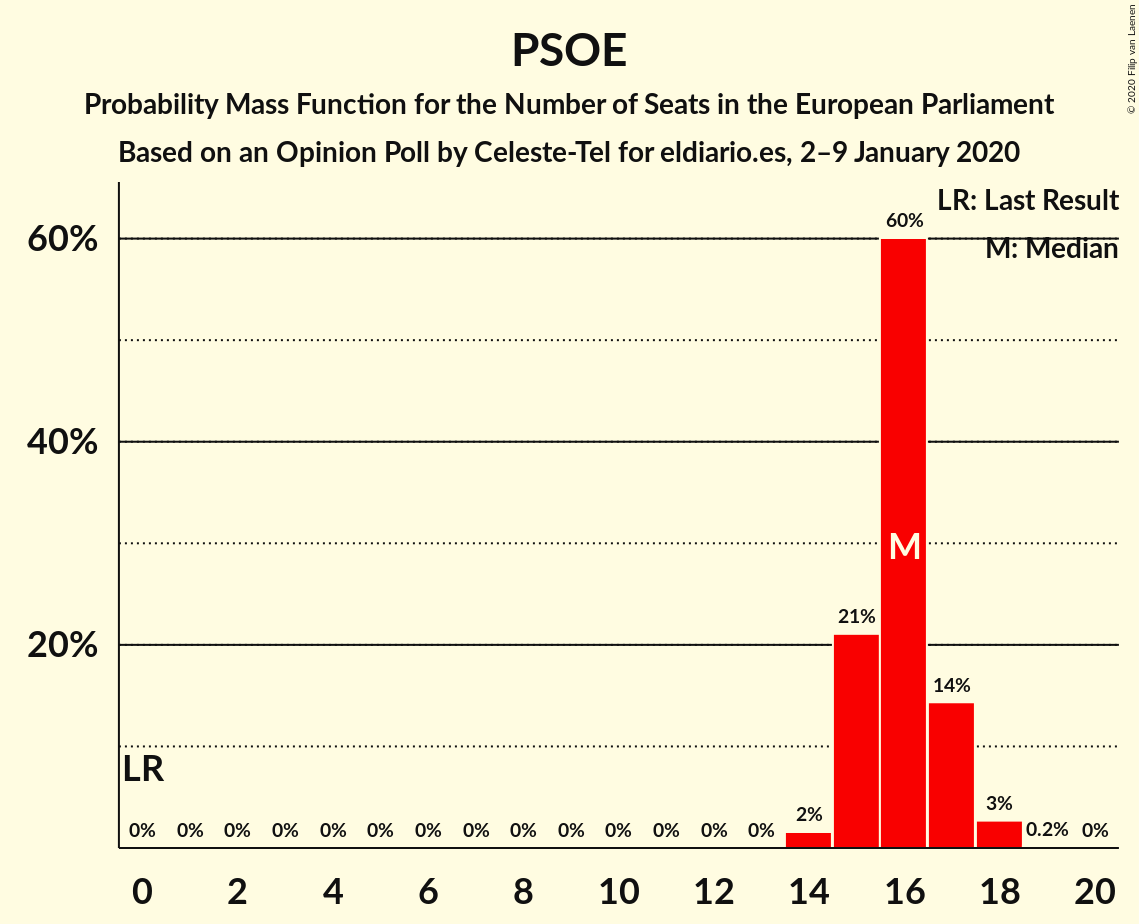 PSOE
Probability Mass Function for the Number of Seats in the European Parliament
Based on an Opinion Poll by Celeste-Tel for eldiario.es, 2–9 January 2020
© 2020 Filip van Laenen
LR: Last Result
M: Median
60%
40%
20%
60%
M
21%
14%
LR
0% 0% 0% 0% 0% 0% 0% 0% 0% 0% 0% 0% 0% 0% 2% 3% 0.2% 0%
0 2 4 6 8 10 12 14 16 18 20